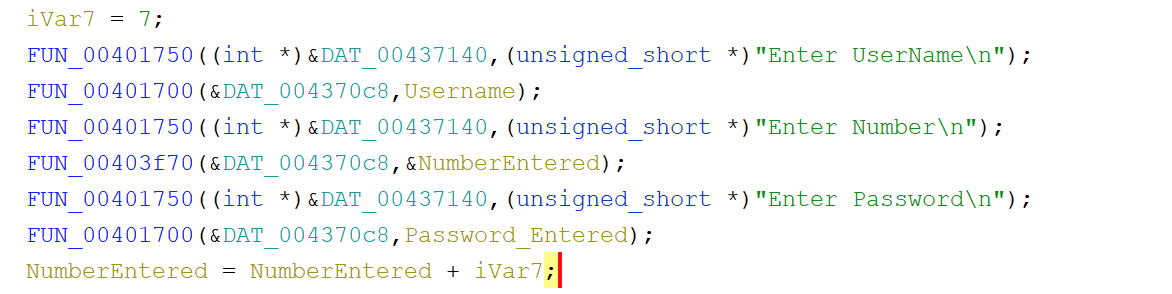 iVar7 = 7;
FUN_00401750((int *)&DAT_00437140,(unsigned_short *)"Enter UserName\n");
FUN_00401700(&DAT_004370c8,Username);
FUN_00401750((int *)&DAT_00437140,(unsigned_short *)"Enter Number\n");
FUN_00403f70(&DAT_004370c8,&NumberEntered);
FUN_00401750((int *)&DAT_00437140,(unsigned_short *)"Enter Password\n");
FUN_00401700(&DAT_004370c8,Password_Entered);
NumberEntered = NumberEntered + iVar7;